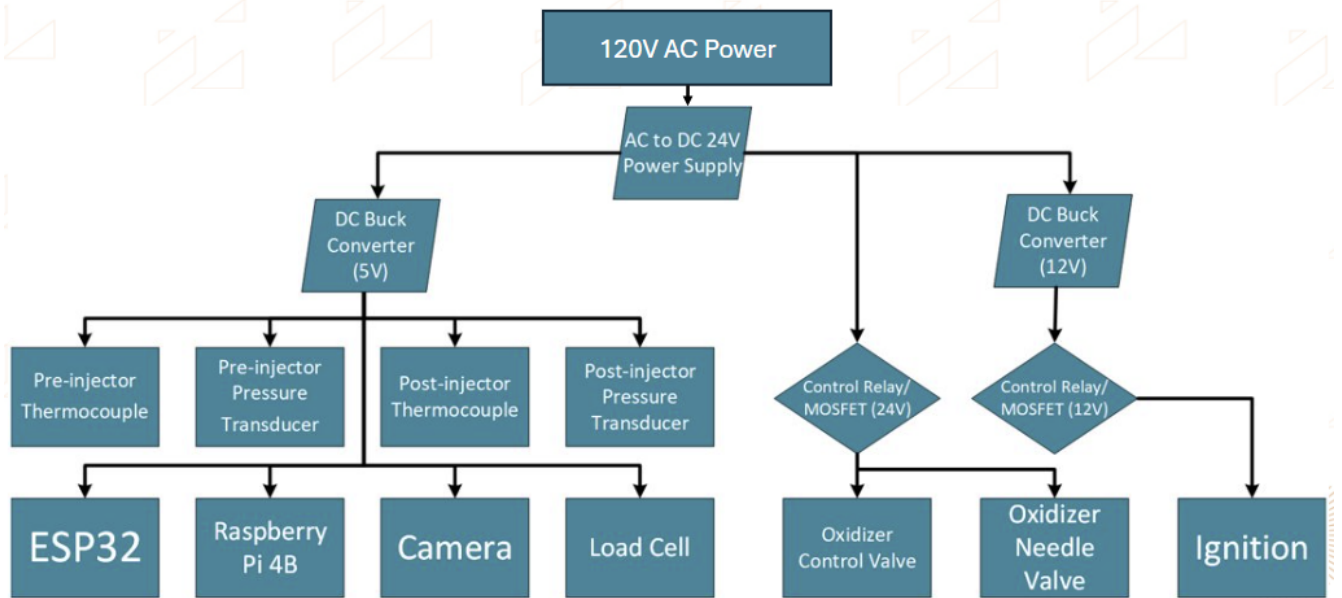 120V AC Power
AC to DC 24V
Power Supply
DC Buck
Converter
(5V)
DC Buck
Converter
(12V)
Pre-injector
Thermocouple
Pre-injector
Pressure
Transducer
Post-injector
Thermocouple
Post-injector
Pressure
Transducer
Control Relay/
MOSFET (24V)
Control Relay/
MOSFET (12V)
ESP32
Raspberry
Pi 4B
Camera
Load Cell
Oxidizer
Control Valve
Oxidizer
Needle
Valve
Ignition